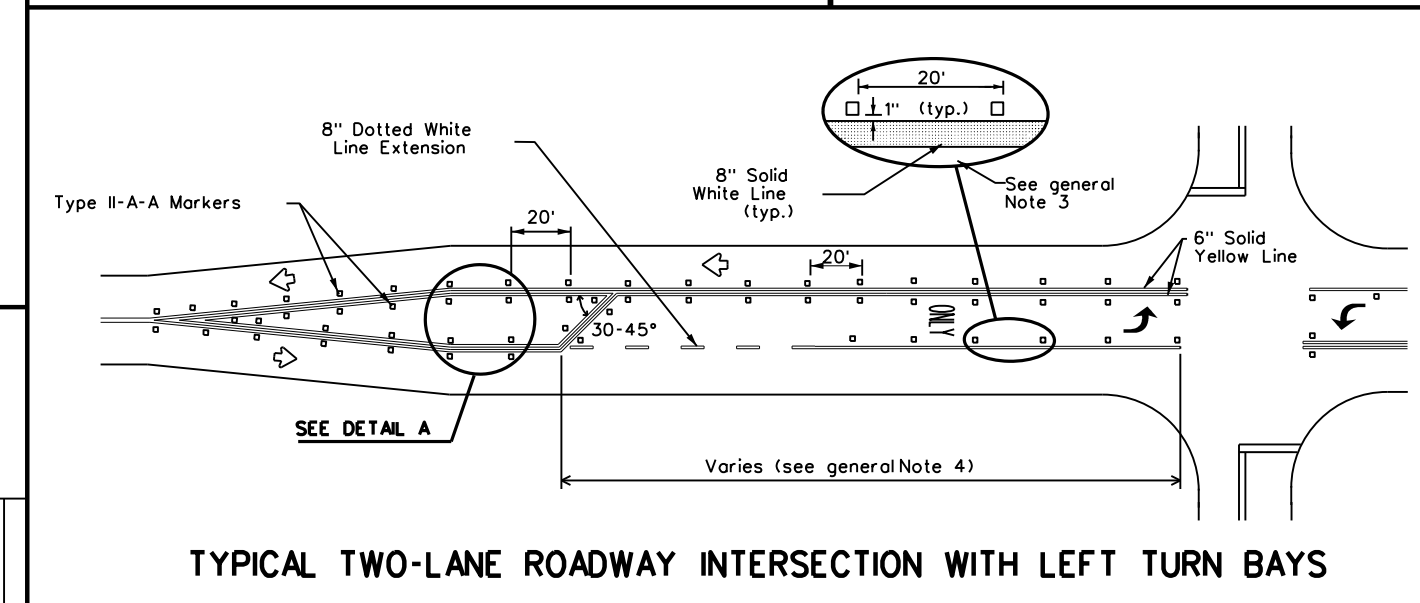 20'
1" (typ.)
8" Dotted White
Line Extension
8" Solid
White Line
(typ.)
See general
Note 3
Type II-A-A Markers
20'
6" Solid
Yellow Line
20'
ONLY
30-45°
SEE DETAIL A
Varies (see general Note 4)
TYPICAL TWO-LANE ROADWAY INTERSECTION WITH LEFT TURN BAYS